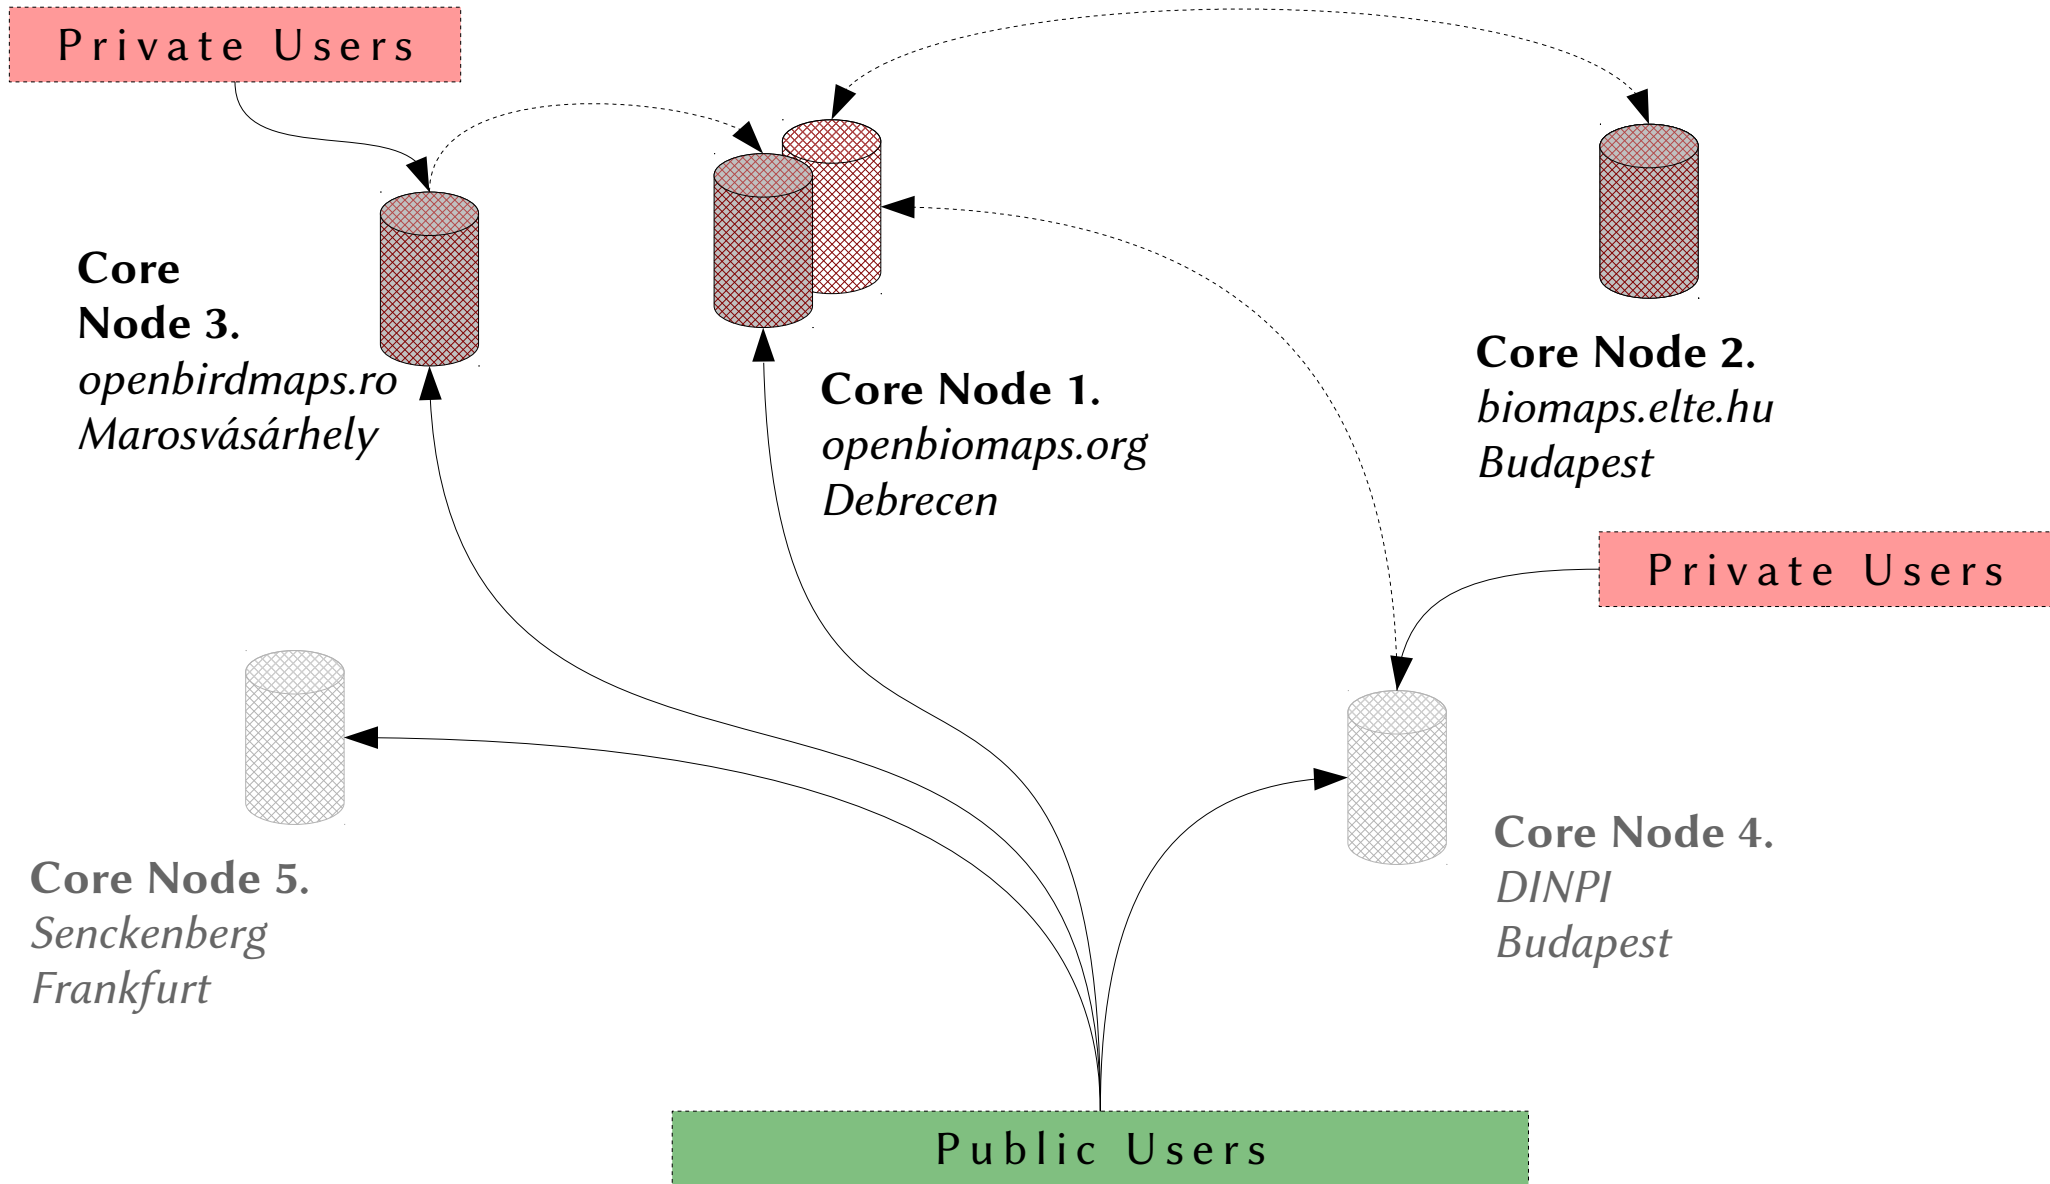 Private Users
Core
Node 3.
openbirdmaps.ro
Marosvásárhely
Core Node 1.
openbiomaps.org
Debrecen
Core Node 2.
biomaps.elte.hu
Budapest
Private Users
Core Node 4.
DINPI
Budapest
Core Node 5.
Senckenberg
Frankfurt
Public Users